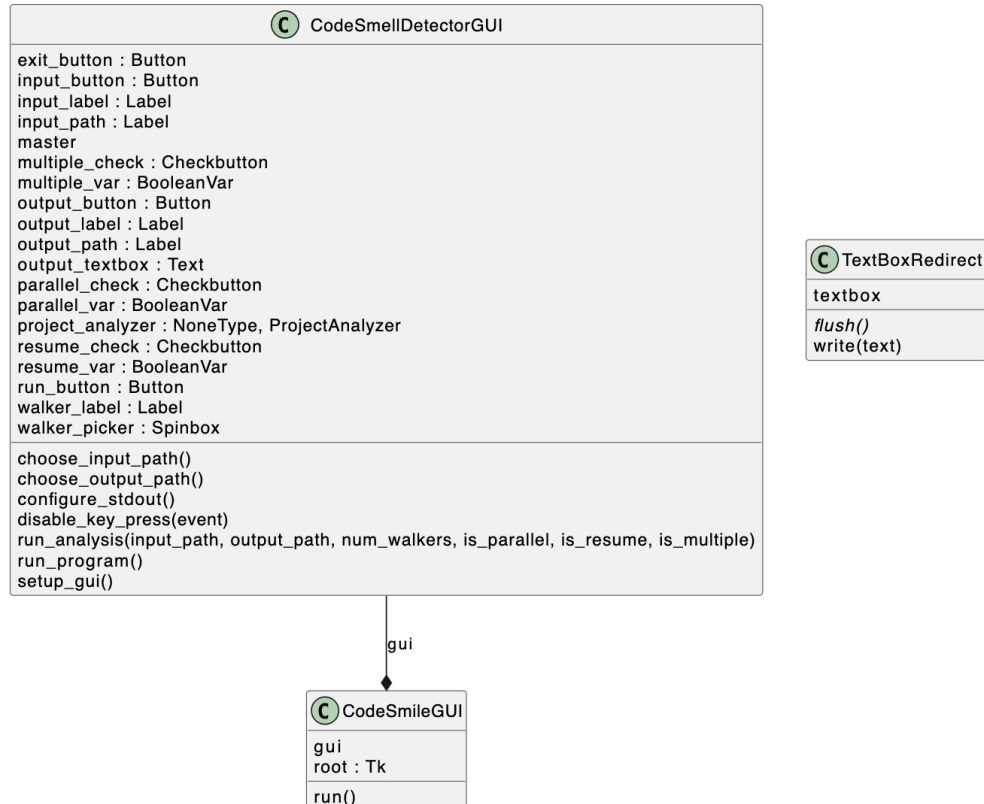 C CodeSmellDetectorGUI
exit_button : Button
input_button : Button
input_label : Label
input_path : Label
master
multiple_check : Checkbutton
multiple_var : BooleanVar
output_button : Button
output_label : Label
output_path : Label
output_textbox : Text
parallel_check : Checkbutton
parallel_var : BooleanVar
project_analyzer : NoneType, ProjectAnalyzer
resume_check : Checkbutton
resume_var : BooleanVar
run_button : Button
walker_label : Label
walker_picker : Spinbox
choose_input_path()
choose_output_path()
configure_stdout()
disable_key_press(event)
run_analysis(input_path, output_path, num_walkers, is_parallel, is_resume, is_multiple)
run_program()
setup_gui()
C TextBoxRedirect
textbox
flush()
write(text)
gui
C CodeSmileGUI
gui
root : Tk
run()